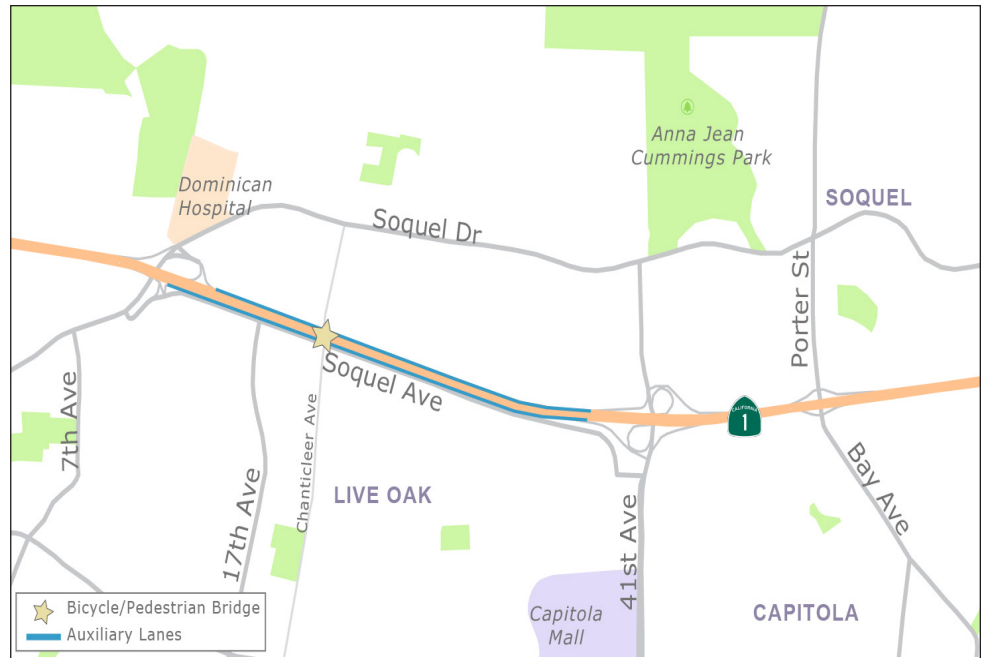 Anna Jean
Cummings Park
Dominican
Hospital
SOQUEL
Soquel Dr
Porter St
Soquel Ave
7th Ave
Chanticleer Ave
CALIFORNIA
1
17th Ave
LIVE OAK
Bay Ave
41st Ave
Bicycle/Pedestrian Bridge
Auxiliary Lanes
Capitola
Mall
CAPITOLA